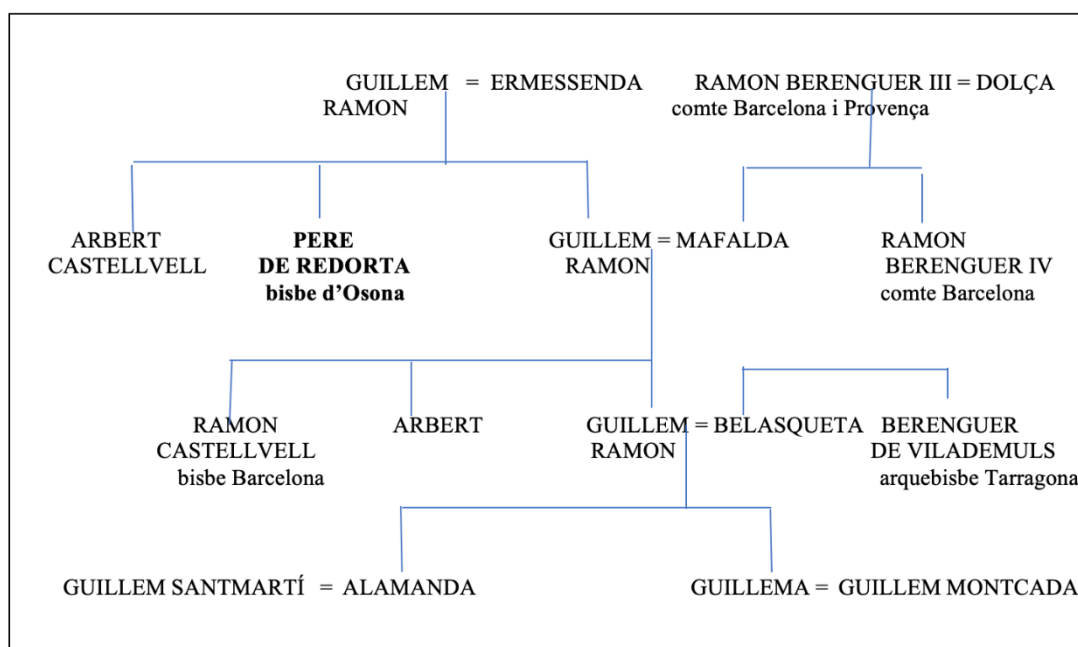 GUILLEM = ERMESSENDA RAMON BERENGUER III = DOLÇA
RAMON comte Barcelona i Provença
ARBERT PERE GUILLEM = MAFALDA RAMON
CASTELLVELL DE REDORTA RAMON BERENGUER IV
bisbe d’Osona comte Barcelona
RAMON ARBERT GUILLEM = BELASQUETA BERENGUER
CASTELLVELL RAMON DE VILADEMULS
bisbe Barcelona arquebisbe Tarragona
GUILLEM SANTMARTÍ = ALAMANDA GUILLEMA = GUILLEM MONTCADA